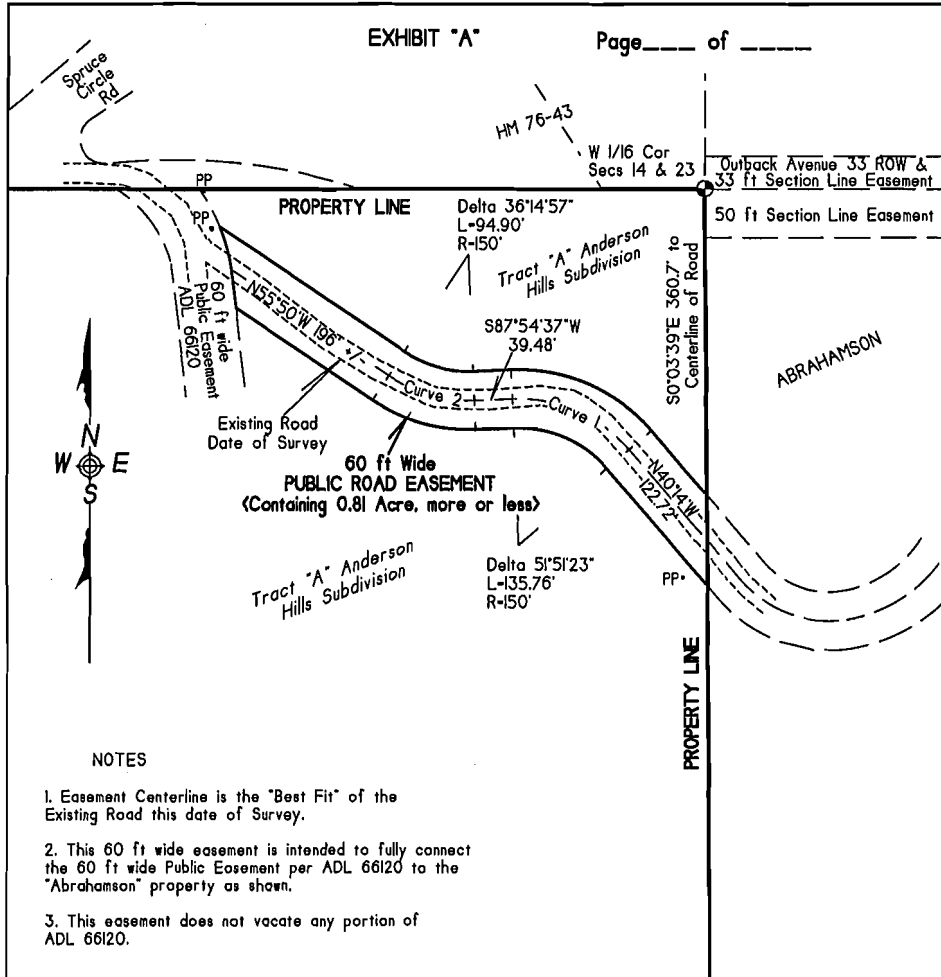 EXHIBIT "A"
Page___ of ____
Spruce
Circle
Rd
HM 76-43
W 1/16 Cor
Secs 14 & 23
Outback Avenue 33 ROW &
33 ft Section Line Easement
50 ft Section Line Easement
PP
PROPERTY LINE
PP
Delta 36°14'57"
L=94.90'
R=150'
Tract "A" Anderson
Hills Subdivision
S0°03'39"E 360.7' to
Centerline of Road
ABRAHAMSON
60 ft wide
Public Easement
ADL 66120
N55°50'W 196' +/-
S87°54'37"W
39.48'
Curve 2
Curve 1
Existing Road
Date of Survey
N40°14'W
122.72'
N
W E
S
60 ft Wide
PUBLIC ROAD EASEMENT
<Containing 0.81 Acre, more or less>
Tract "A" Anderson
Hills Subdivision
Delta 51°51'23"
L=135.76'
R=150'
PP
PROPERTY LINE
NOTES
1. Easement Centerline is the "Best Fit" of the
Existing Road this date of Survey.
2. This 60 ft wide easement is intended to fully connect
the 60 ft wide Public Easement per ADL 66120 to the
"Abrahamson" property as shown.
3. This easement does not vacate any portion of
ADL 66120.